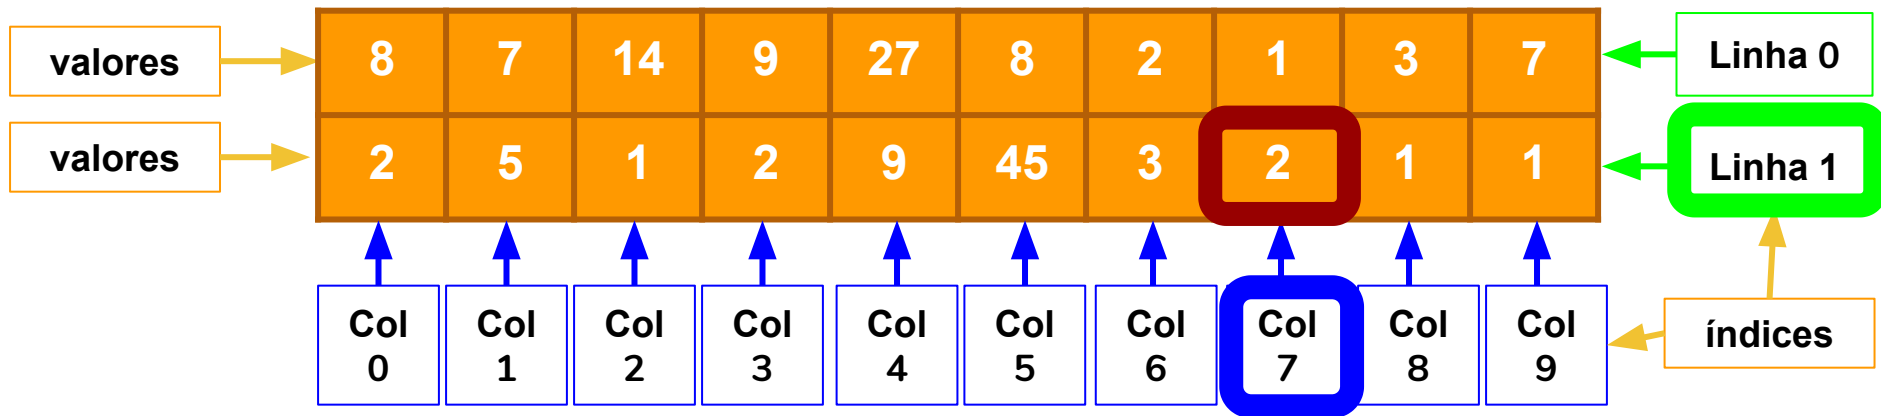 valores 8 7 14 9 27 8 2 1 3 7 Linha 0
valores 2 5 1 2 9 45 3 2 1 1 Linha 1
Col Col Col Col Col Col Col Col Col Col índices
0 1 2 3 4 5 6 7 8 9